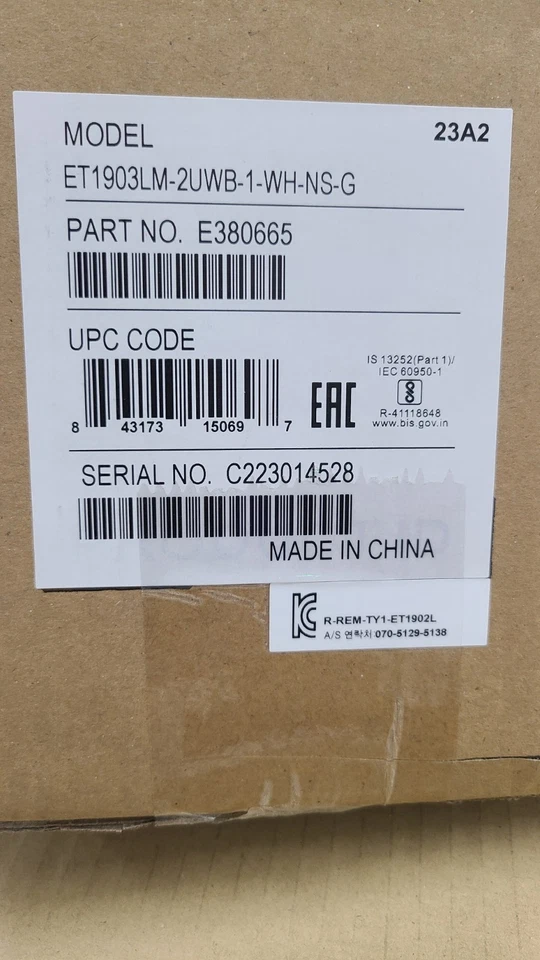 MODEL 23A2
ET1903LM-2UWB-1-WH-NS-G
PART NO. E380665
UPC CODE
8 43173 15069 7
EAC
IS 13252(Part 1)/
IEC 60950-1
R-41118648
www.bis.gov.in
SERIAL NO. C223014528
MADE IN CHINA
R-REM-TY1-ET1902L
A/S 연락처 070-5129-5138